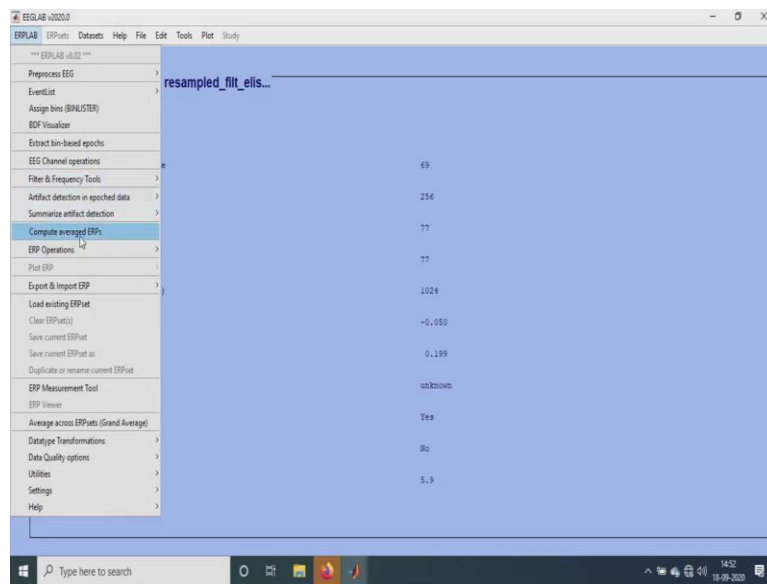 EEGLAB v2020.0
ERPLAB ERPsets Datasets Help File Edit Tools Plot Study
*** ERPLAB v8.02 ***
Preprocess EEG
resampled_filt_elis...
EventList
Assign bins (BINLISTER)
BDF Visualizer
Extract bin-based epochs
EEG Channel operations
e 69
Filter & Frequency Tools
Artifact detection in epoched data 256
Summarize artifact detection
Compute averaged ERPs 77
ERP Operations
Plot ERP 77
Export & Import ERP ) 1024
Load existing ERPset
Clear ERPset(s) -0.050
Save current ERPset
Save current ERPset as 0.199
Duplicate or rename current ERPset
ERP Measurement Tool unknown
ERP Viewer
Average across ERPsets (Grand Average) Yes
Datatype Transformations
Data Quality options No
Utilities 5.9
Settings
Help
Type here to search
14:52
18-09-2020